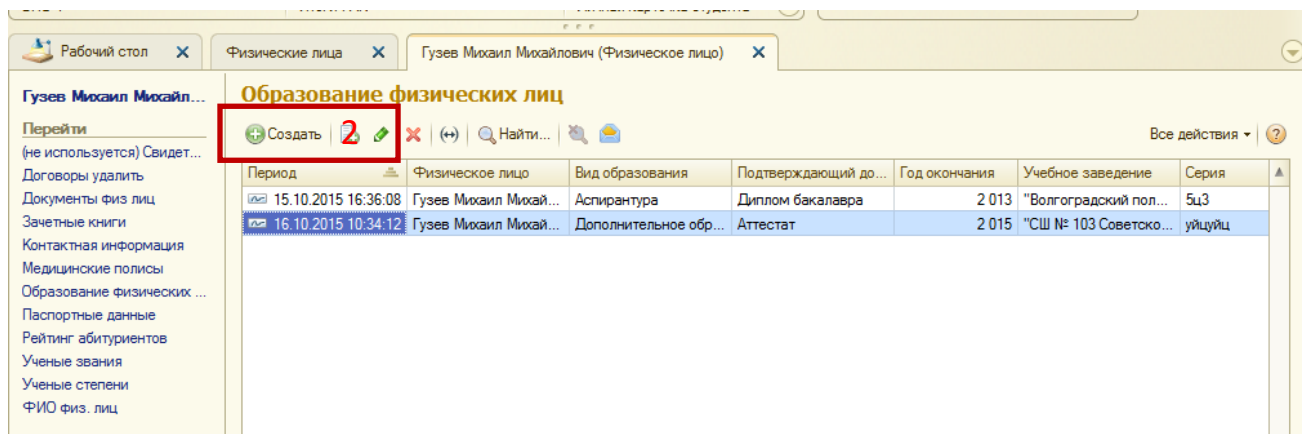 Рабочий стол
Физические лица
Гузев Михаил Михайлович (Физическое лицо)
Гузев Михаил Михайл...
Образование физических лиц
Перейти
Создать 2 Найти... Все действия
(не используется) Свидет...
Договоры удалить
Документы физ лиц
Зачетные книги
Контактная информация
Медицинские полисы
Образование физических ...
Паспортные данные
Рейтинг абитуриентов
Ученые звания
Ученые степени
ФИО физ. лиц
Период Физическое лицо Вид образования Подтверждающий до... Год окончания Учебное заведение Серия
15.10.2015 16:36:08 Гузев Михаил Михай... Аспирантура Диплом бакалавра 2 013 "Волгоградский пол... 5ц3
16.10.2015 10:34:12 Гузев Михаил Михай... Дополнительное обр... Аттестат 2 015 "СШ № 103 Советско... уйцуйц